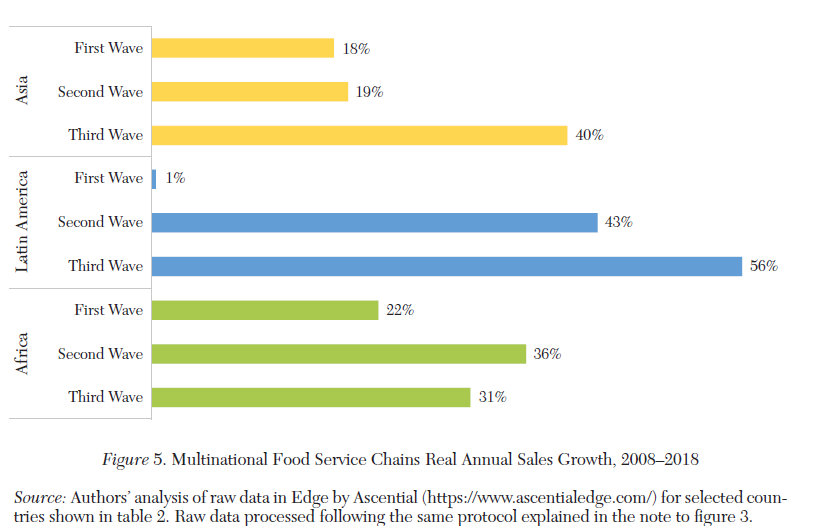 Asia
First Wave 18%
Second Wave 19%
Third Wave 40%
Latin America
First Wave 1%
Second Wave 43%
Third Wave 56%
Africa
First Wave 22%
Second Wave 36%
Third Wave 31%
Figure 5. Multinational Food Service Chains Real Annual Sales Growth, 2008–2018
Source: Authors’ analysis of raw data in Edge by Ascential (https://www.ascentialedge.com/) for selected coun-
tries shown in table 2. Raw data processed following the same protocol explained in the note to figure 3.